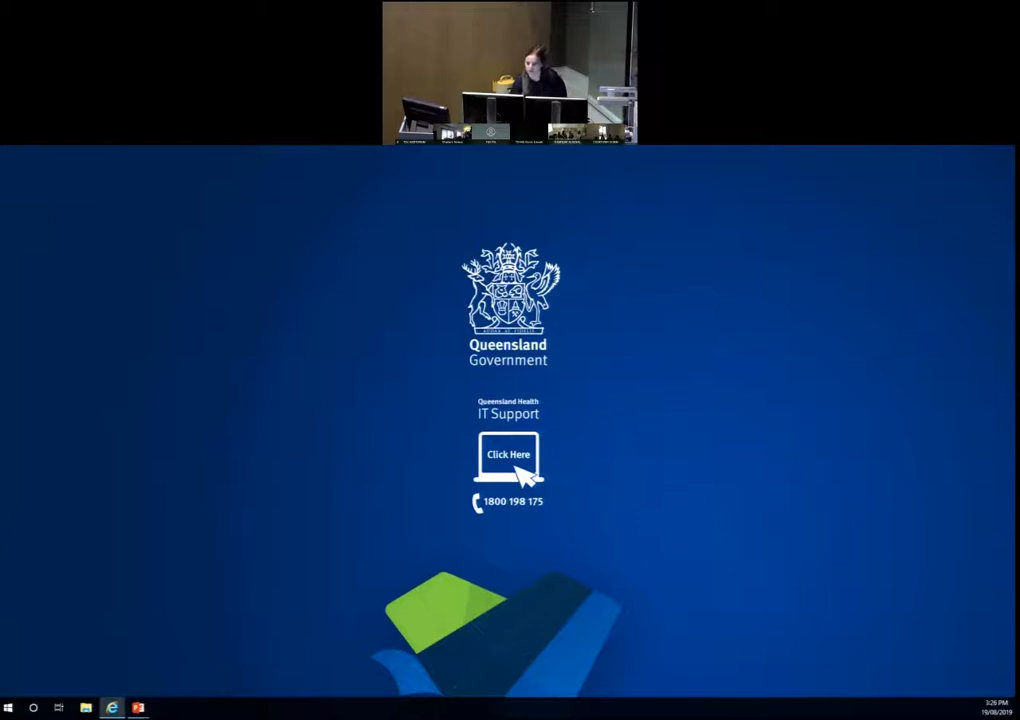 Queensland
Government
Queensland Health
IT Support
Click Here
1800 198 175
3:26 PM
19/08/2019